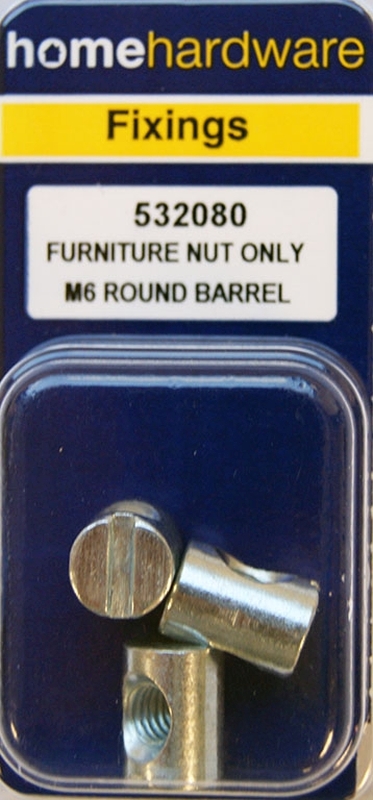 homehardware
Fixings
532080
FURNITURE NUT ONLY
M6 ROUND BARREL